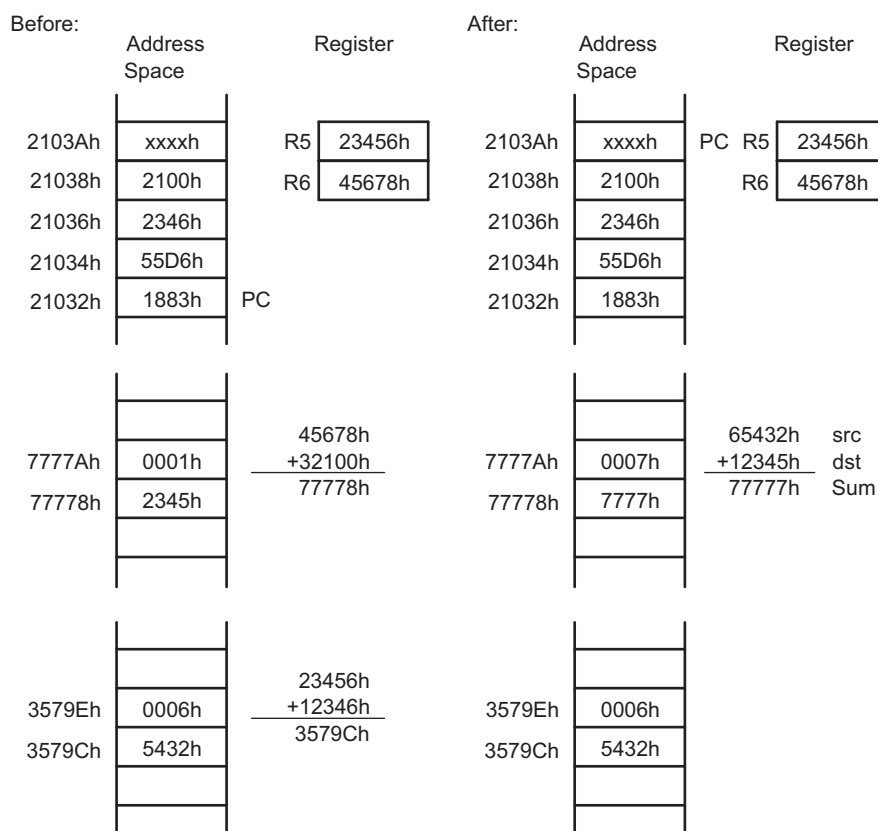 Before:
Address Space
Register
2103Ah xxxxh R5 23456h
21038h 2100h R6 45678h
21036h 2346h
21034h 55D6h
21032h 1883h PC
7777Ah 0001h
77778h 2345h
45678h
+32100h
77778h
3579Eh 0006h
3579Ch 5432h
23456h
+12346h
3579Ch
After:
Address Space
Register
2103Ah xxxxh PC R5 23456h
21038h 2100h R6 45678h
21036h 2346h
21034h 55D6h
21032h 1883h
7777Ah 0007h
77778h 7777h
65432h src
+12345h dst
77777h Sum
3579Eh 0006h
3579Ch 5432h